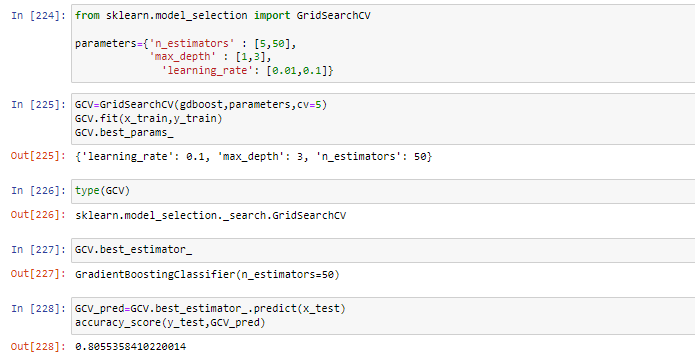 In [224]: from sklearn.model_selection import GridSearchCV
parameters={'n_estimators' : [5,50],
'max_depth' : [1,3],
'learning_rate': [0.01,0.1]}
In [225]: GCV=GridSearchCV(gdboost,parameters,cv=5)
GCV.fit(x_train,y_train)
GCV.best_params_
Out[225]: {'learning_rate': 0.1, 'max_depth': 3, 'n_estimators': 50}
In [226]: type(GCV)
Out[226]: sklearn.model_selection._search.GridSearchCV
In [227]: GCV.best_estimator_
Out[227]: GradientBoostingClassifier(n_estimators=50)
In [228]: GCV_pred=GCV.best_estimator_.predict(x_test)
accuracy_score(y_test,GCV_pred)
Out[228]: 0.8055358410220014